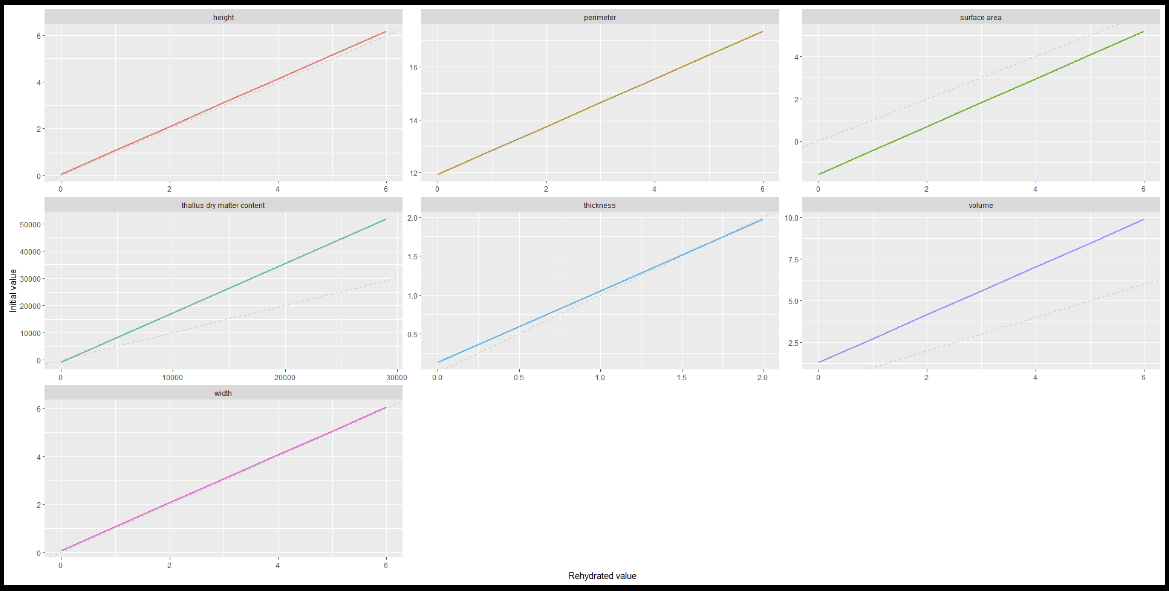 height
perimeter
surface area
6
4
2
0
16
14
12
4
2
0
0 2 4 6
0 2 4 6
0 2 4 6
thallus dry matter content
thickness
volume
Initial value
50000
40000
30000
20000
10000
0
2.0
1.5
1.0
0.5
10.0
7.5
5.0
2.5
0 10000 20000 30000
0.0 0.5 1.0 1.5 2.0
0 2 4 6
width
6
4
2
0
0 2 4 6
Rehydrated value